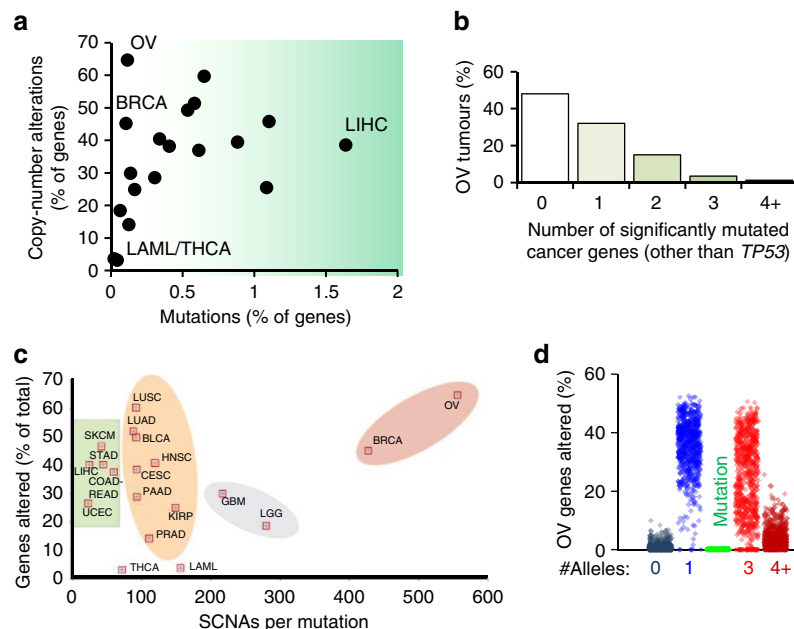 a
Copy-number alterations
(% of genes)
70
60
50
40
30
20
10
0
OV
BRCA
LIHC
LAML/THCA
0
0.5
1
1.5
2
Mutations (% of genes)
b
OV tumours (%)
60
40
20
0
0
1
2
3
4+
Number of significantly mutated
cancer genes (other than TP53)
c
Genes altered (% of total)
70
60
50
40
30
20
10
0
LUSC
LUAD
BLCA
SKCM
STAD
HNSC
LIHC
CESC
COAD-
READ
PAAD
UCEC
KIRP
PRAD
THCA
LAML
GBM
LGG
BRCA
OV
0
100
200
300
400
500
600
SCNAs per mutation
d
OV genes altered (%)
60
40
20
0
Mutation
#Alleles:
0
1
3
4+